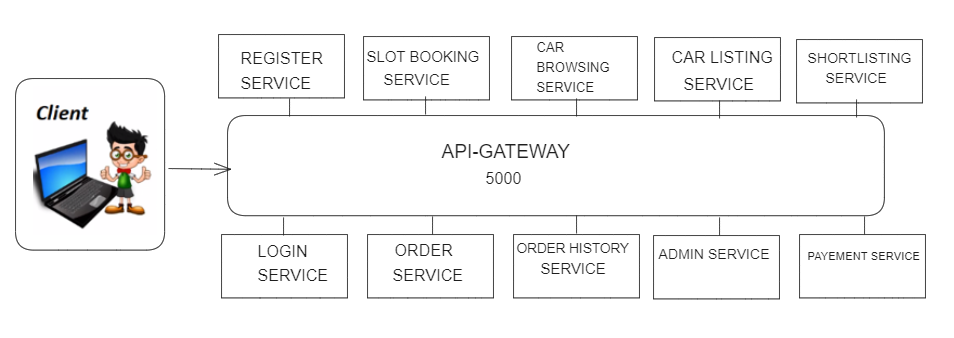 Client
REGISTER
SERVICE
SLOT BOOKING
SERVICE
CAR
BROWSING
SERVICE
CAR LISTING
SERVICE
SHORTLISTING
SERVICE
API-GATEWAY
5000
LOGIN
SERVICE
ORDER
SERVICE
ORDER HISTORY
SERVICE
ADMIN SERVICE
PAYEMENT SERVICE